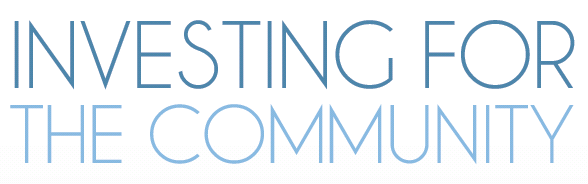 INVESTING FOR
THE COMMUNITY